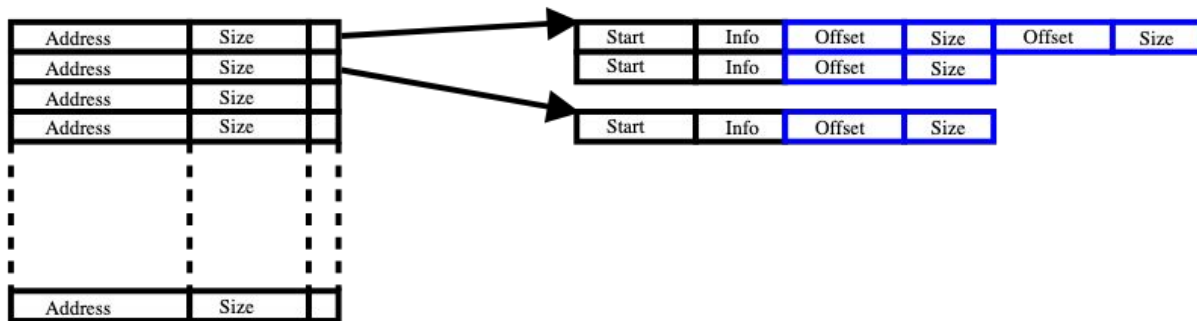 Address Size Start Info Offset Size Offset Size
Address Size Start Info Offset Size
Address Size
Address Size Start Info Offset Size
Address Size